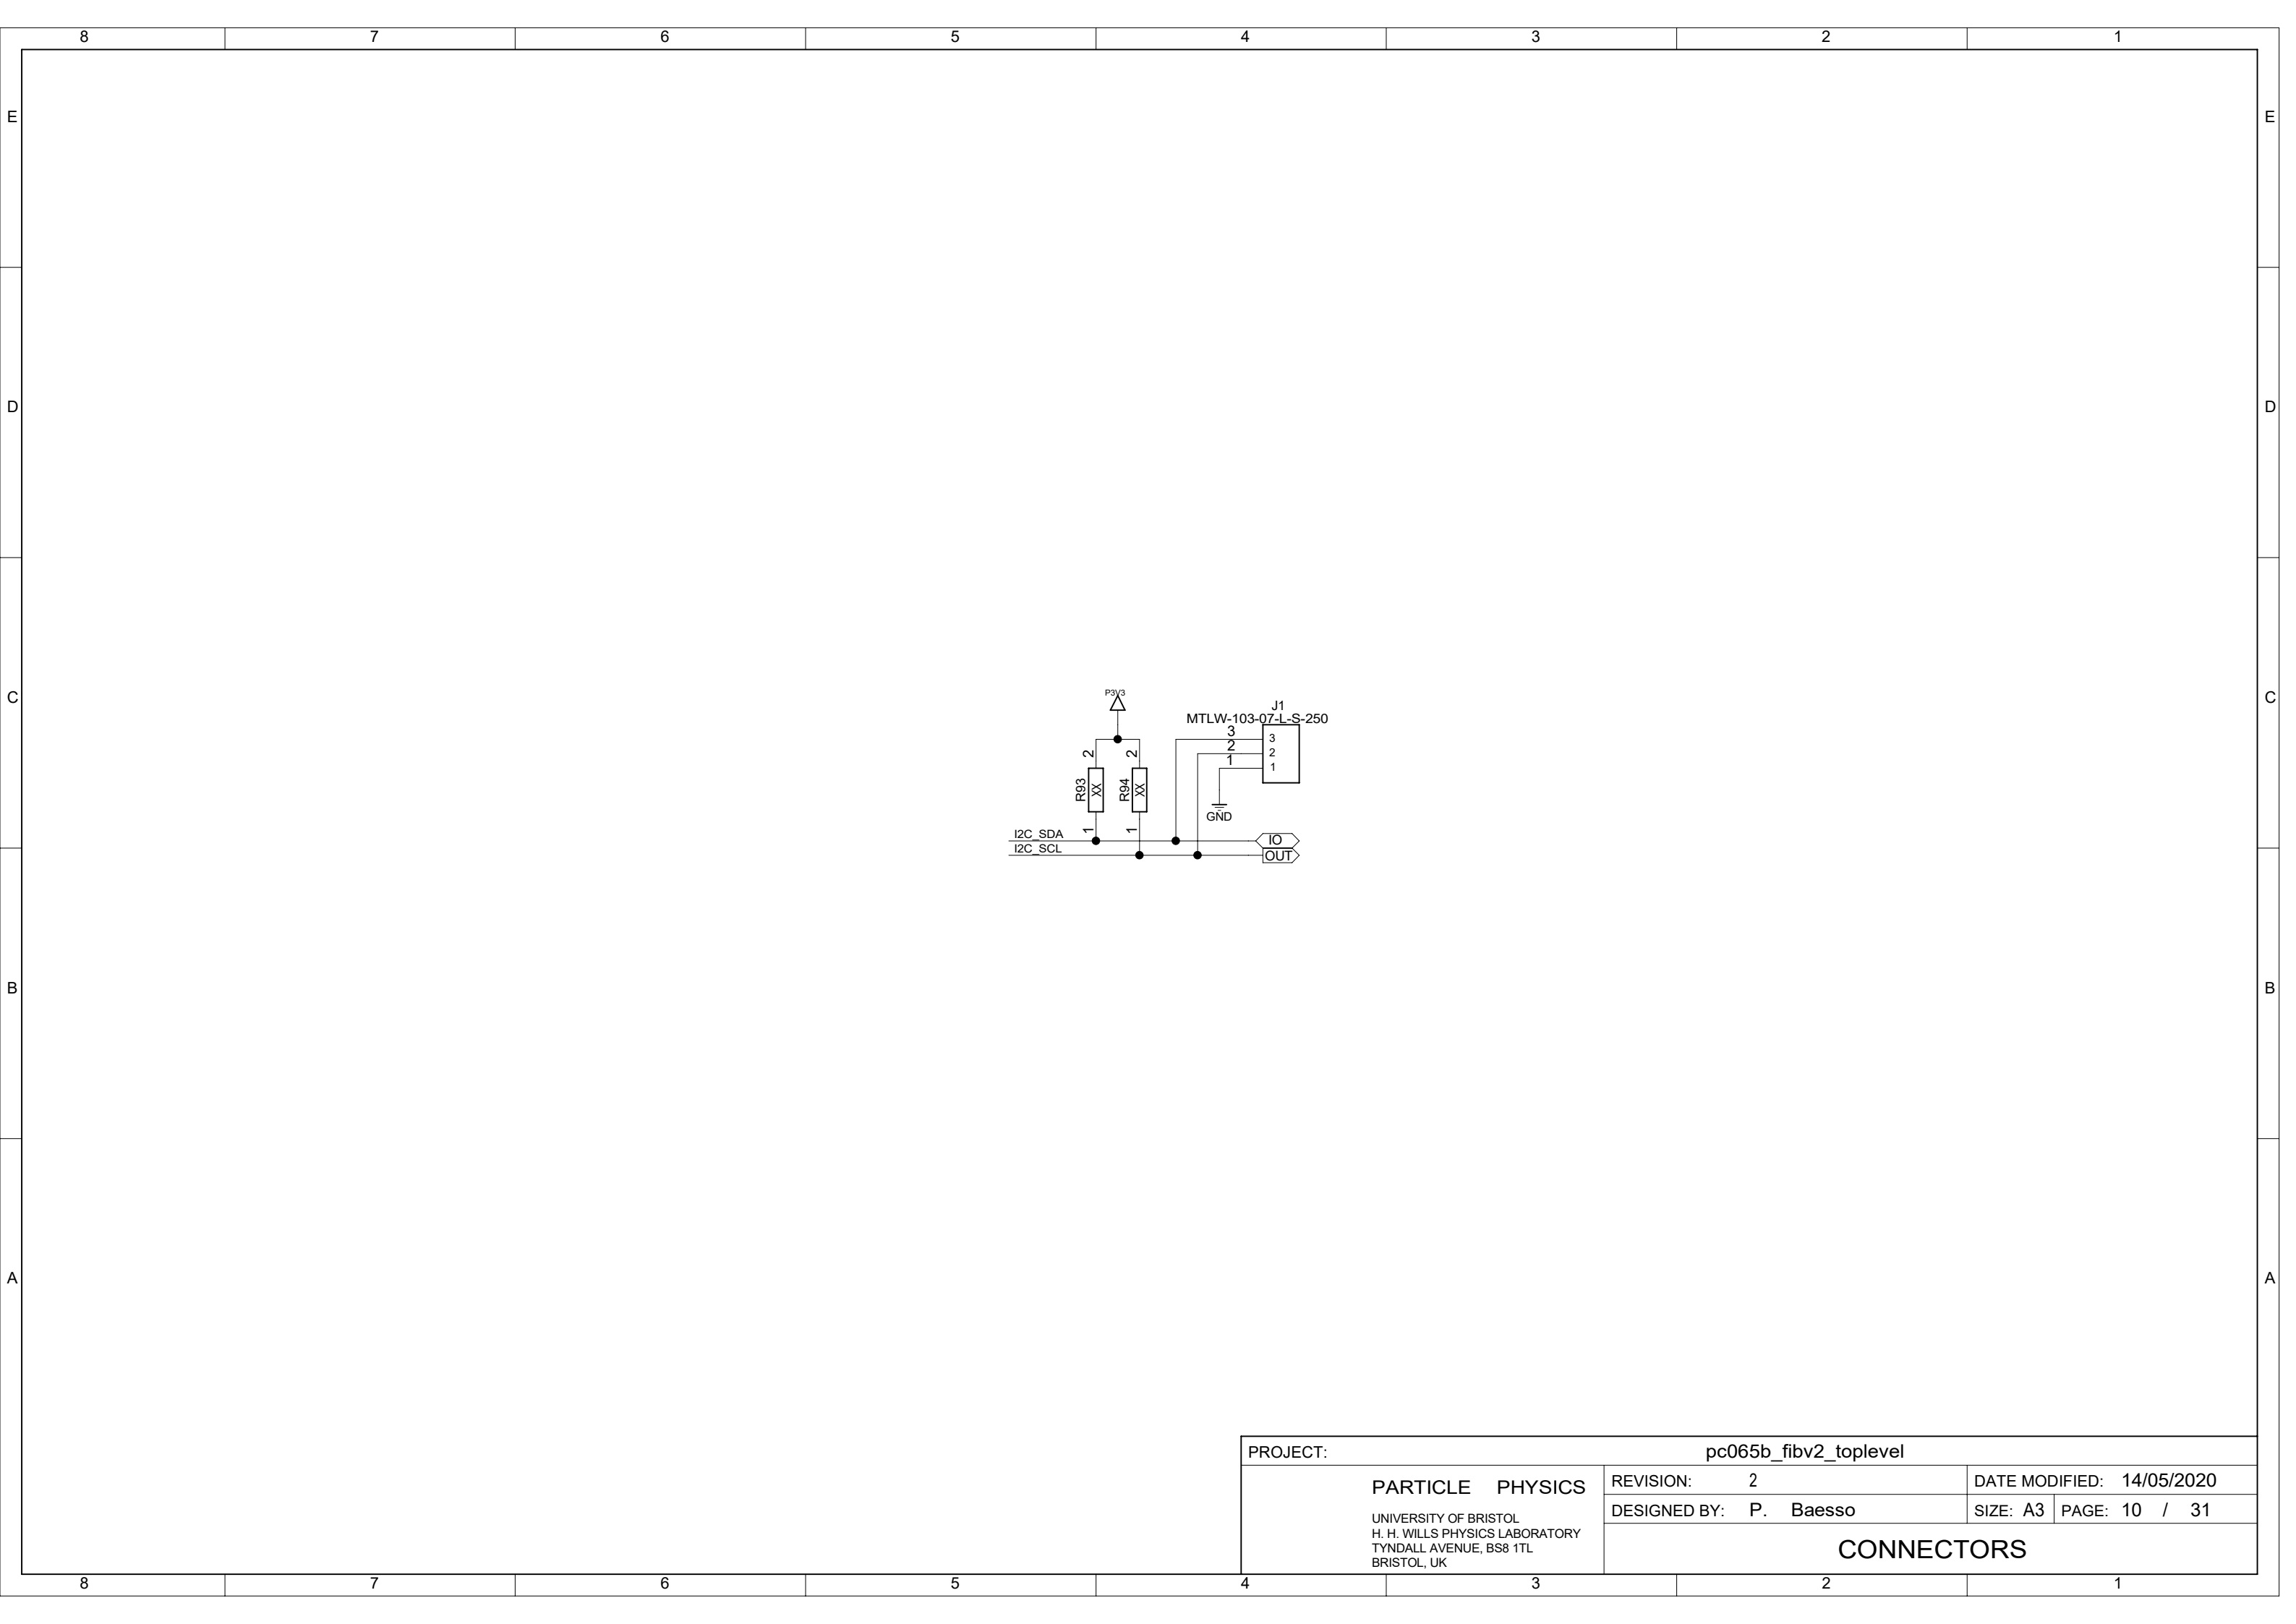 8 7 6 5 4 3 2 1
E E
D D
C C
P3V3
J1
MTLW-103-07-L-S-250
3 3
2 2
1 1
2 2
R93 XX R94 XX
GND
1 1
I2C_SDA IO
I2C_SCL OUT
B B
A A
PROJECT: pc065b_fibv2_toplevel
PARTICLE PHYSICS
UNIVERSITY OF BRISTOL
H. H. WILLS PHYSICS LABORATORY
TYNDALL AVENUE, BS8 1TL
BRISTOL, UK
REVISION: 2 DATE MODIFIED: 14/05/2020
DESIGNED BY: P. Baesso SIZE: A3 PAGE: 10 / 31
CONNECTORS
8 7 6 5 4 3 2 1